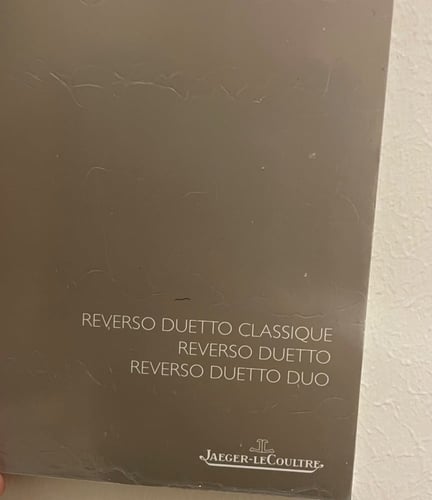 REVERSO DUETTO CLASSIQUE
REVERSO DUETTO
REVERSO DUETTO DUO
JAEGER-LECOULTRE